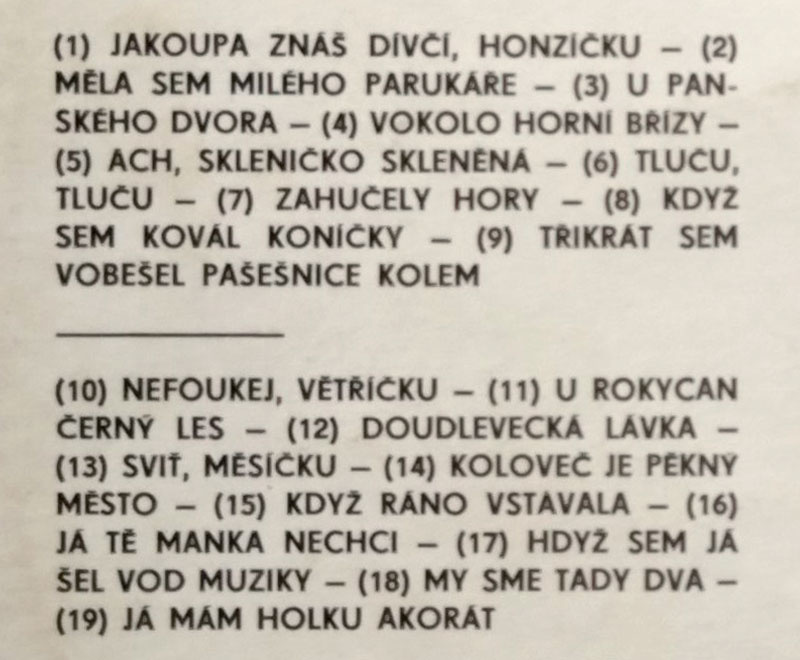 (1) JAKOUPA ZNÁŠ DÍVČÍ, HONZÍČKU – (2)
MĚLA SEM MILÉHO PARUKÁŘE – (3) U PAN-
SKÉHO DVORA – (4) VOKOLO HORNÍ BŘÍZY –
(5) ACH, SKLENIČKO SKLENĚNÁ – (6) TLUČU,
TLUČU – (7) ZAHUČELY HORY – (8) KDYŽ
SEM KOVÁL KONÍČKY – (9) TŘIKRÁT SEM
VOBEŠEL PAŠEŠNICE KOLEM
(10) NEFOUKEJ, VĚTŘÍČKU – (11) U ROKYCAN
ČERNÝ LES – (12) DOUDLEVECKÁ LÁVKA –
(13) SVIŤ, MĚSÍČKU – (14) KOLOVEČ JE PĚKNÝ
MĚSTO – (15) KDYŽ RÁNO VSTÁVALA – (16)
JÁ TĚ MANKA NECHCI – (17) HDYŽ SEM JÁ
ŠEL VOD MUZIKY – (18) MY SME TADY DVA –
(19) JÁ MÁM HOLKU AKORÁT